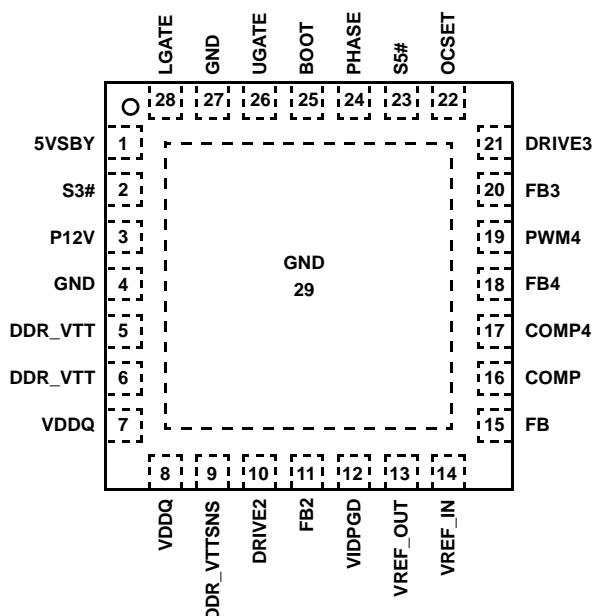 LGATE
GND
UGATE
BOOT
PHASE
S5#
OCSET
28
27
26
25
24
23
22
5VSBY 1
S3# 2
P12V 3
GND 4
DDR_VTT 5
DDR_VTT 6
VDDQ 7
GND
29
21 DRIVE3
20 FB3
19 PWM4
18 FB4
17 COMP4
16 COMP
15 FB
8
9
10
11
12
13
14
VDDQ
DDR_VTTSNS
DRIVE2
FB2
VIDPGD
VREF_OUT
VREF_IN